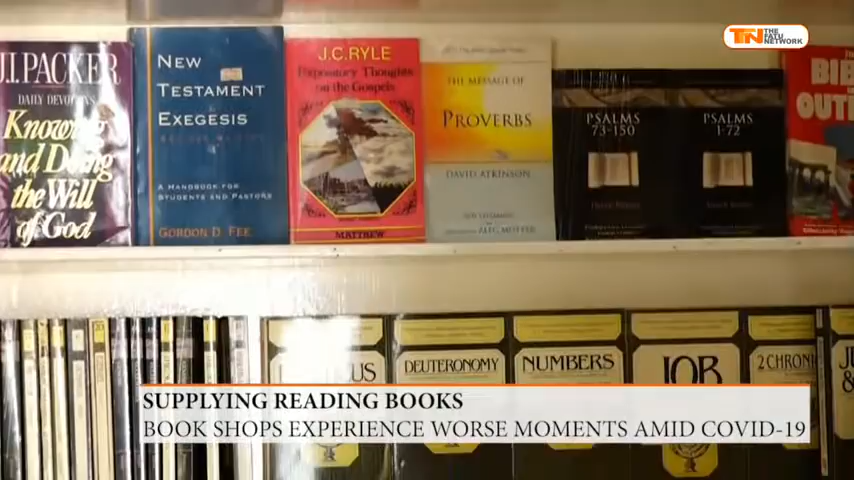 TN THE
FATU
NETWORK
J.I. PACKER
DAILY DEVOTIONS
Knowing
and Doing
the Will
of God
NEW
TESTAMENT
EXEGESIS
A HANDBOOK FOR
STUDENTS AND PASTORS
GORDON D. FEE
J.C. RYLE
Expository Thoughts
on the Gospels
MATTHEW
THE MESSAGE OF
PROVERBS
DAVID ATKINSON
PSALMS
73-150
PSALMS
1-72
BIB
OUTLI
DEUTERONOMY
NUMBERS
JOB
2 CHRONIC
SUPPLYING READING BOOKS
BOOK SHOPS EXPERIENCE WORSE MOMENTS AMID COVID-19